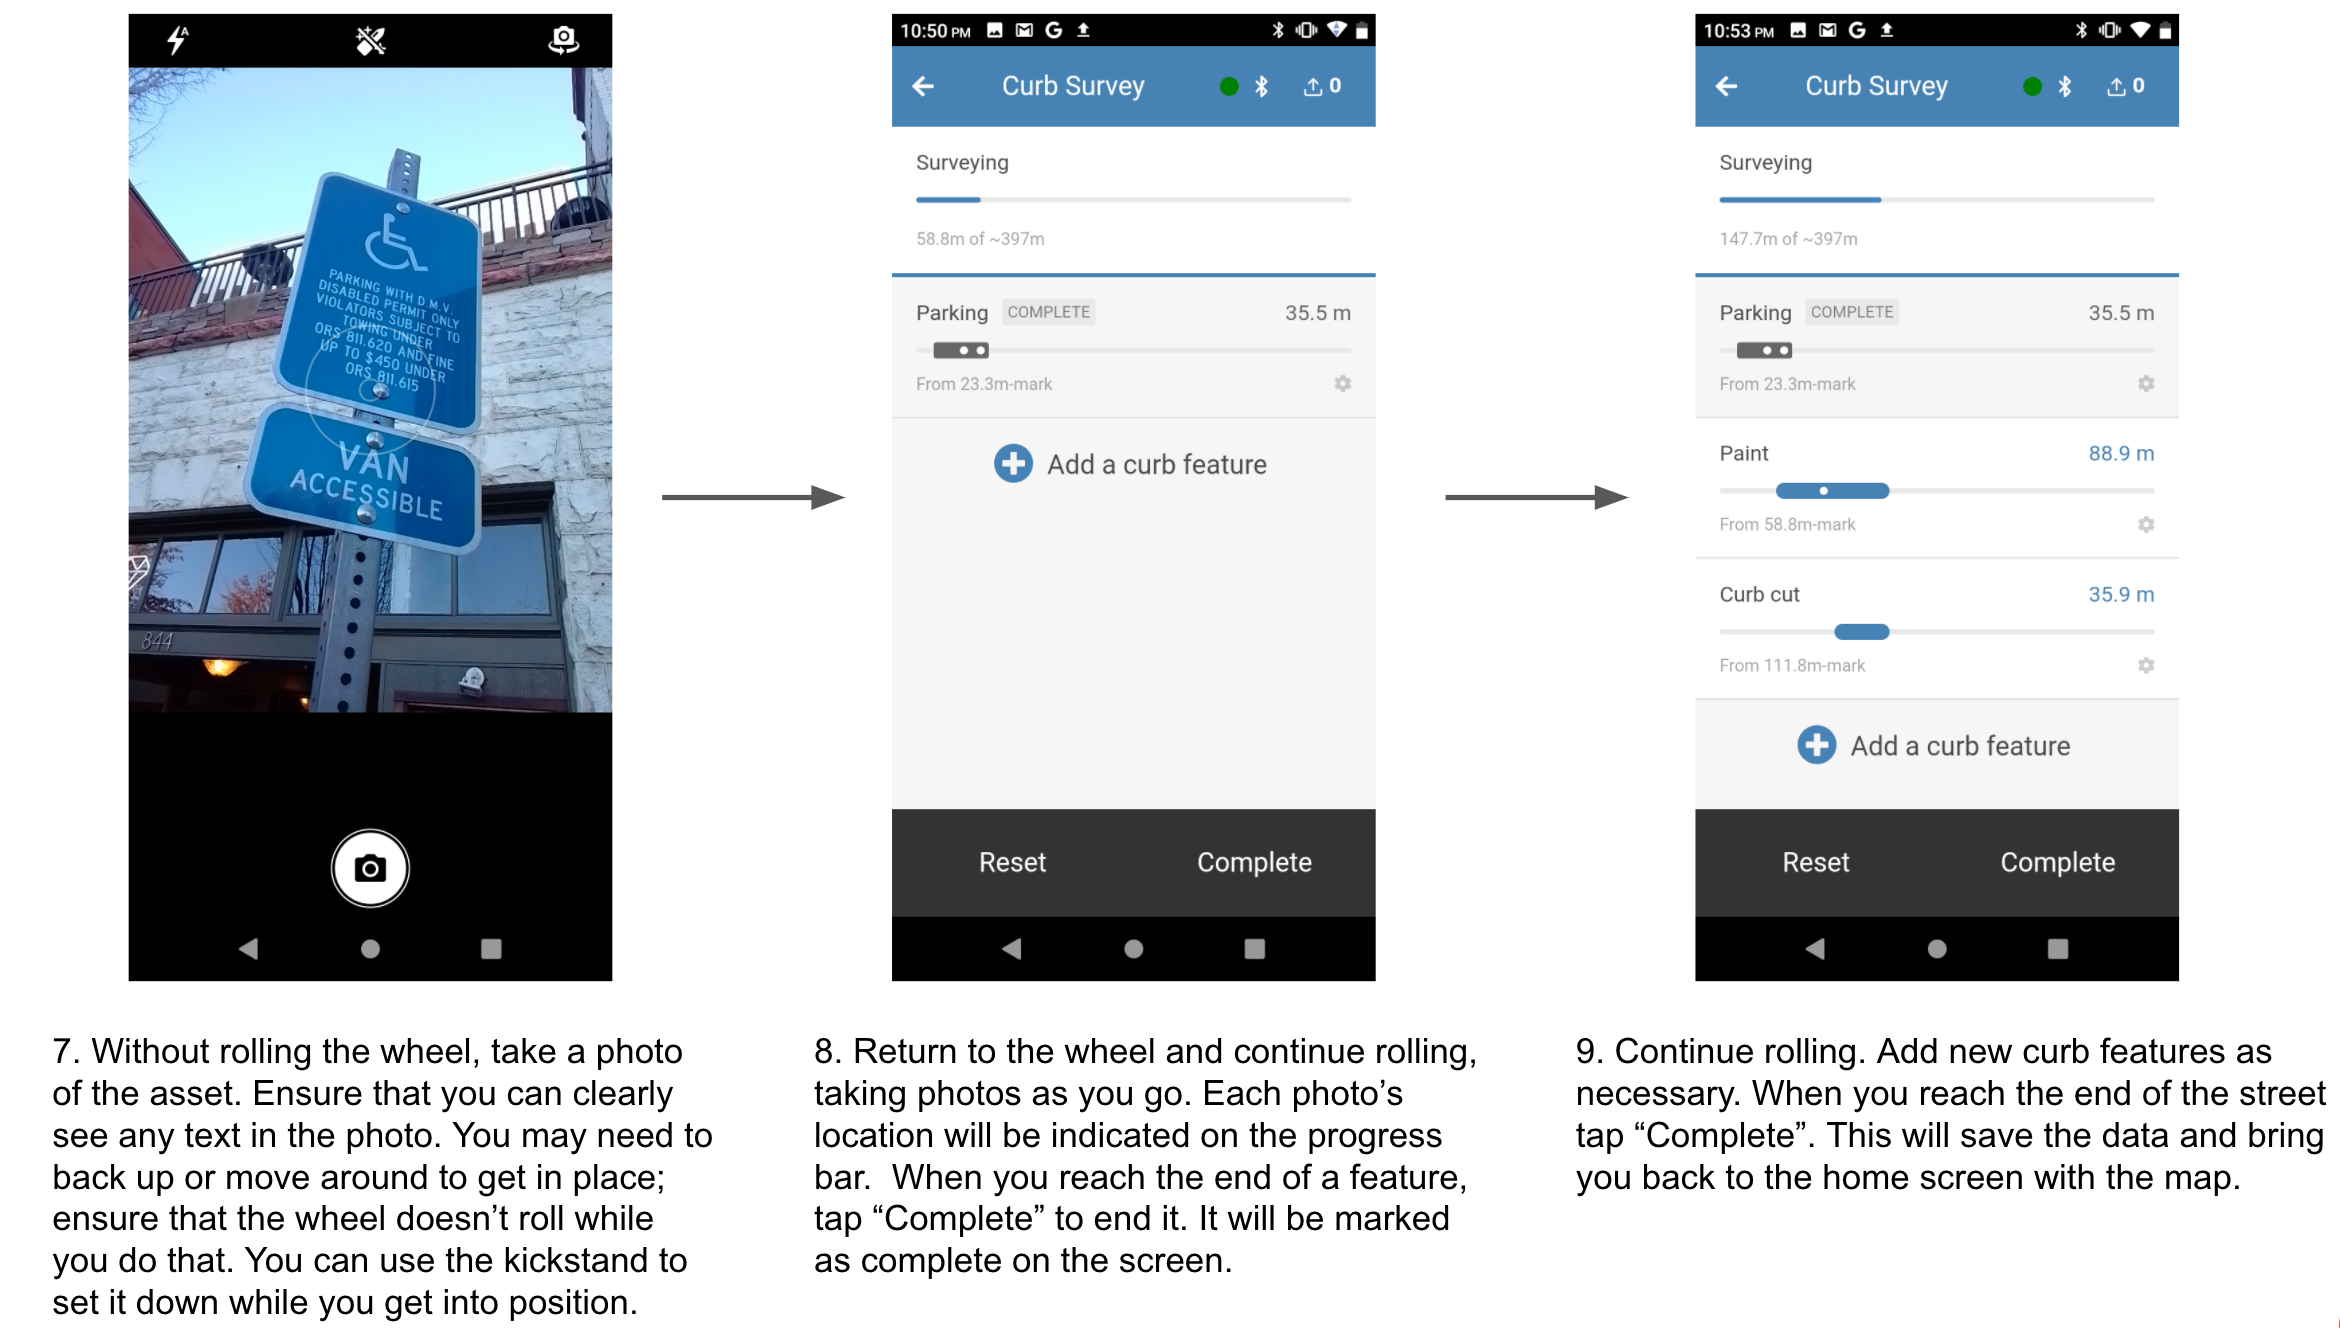 PARKING WITH D.M.V.
DISABLED PERMIT ONLY
VIOLATORS SUBJECT TO
TOWING UNDER
ORS 811.620 AND FINE
UP TO $450 UNDER
ORS 811.615
VAN
ACCESSIBLE
844
10:50 PM
Curb Survey
0
Surveying
58.8m of ~397m
Parking COMPLETE 35.5 m
From 23.3m-mark
Add a curb feature
Reset Complete
10:53 PM
Curb Survey
0
Surveying
147.7m of ~397m
Parking COMPLETE 35.5 m
From 23.3m-mark
Paint 88.9 m
From 58.8m-mark
Curb cut 35.9 m
From 111.8m-mark
Add a curb feature
Reset Complete
7. Without rolling the wheel, take a photo
of the asset. Ensure that you can clearly
see any text in the photo. You may need to
back up or move around to get in place;
ensure that the wheel doesn’t roll while
you do that. You can use the kickstand to
set it down while you get into position.
8. Return to the wheel and continue rolling,
taking photos as you go. Each photo’s
location will be indicated on the progress
bar.  When you reach the end of a feature,
tap “Complete” to end it. It will be marked
as complete on the screen.
9. Continue rolling. Add new curb features as
necessary. When you reach the end of the street
tap “Complete”. This will save the data and bring
you back to the home screen with the map.